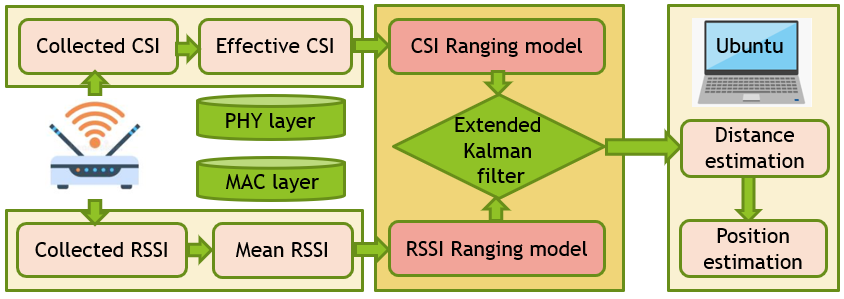 Collected CSI
Effective CSI
CSI Ranging model
Ubuntu
PHY layer
MAC layer
Extended
Kalman
filter
Distance
estimation
Collected RSSI
Mean RSSI
RSSI Ranging model
Position
estimation